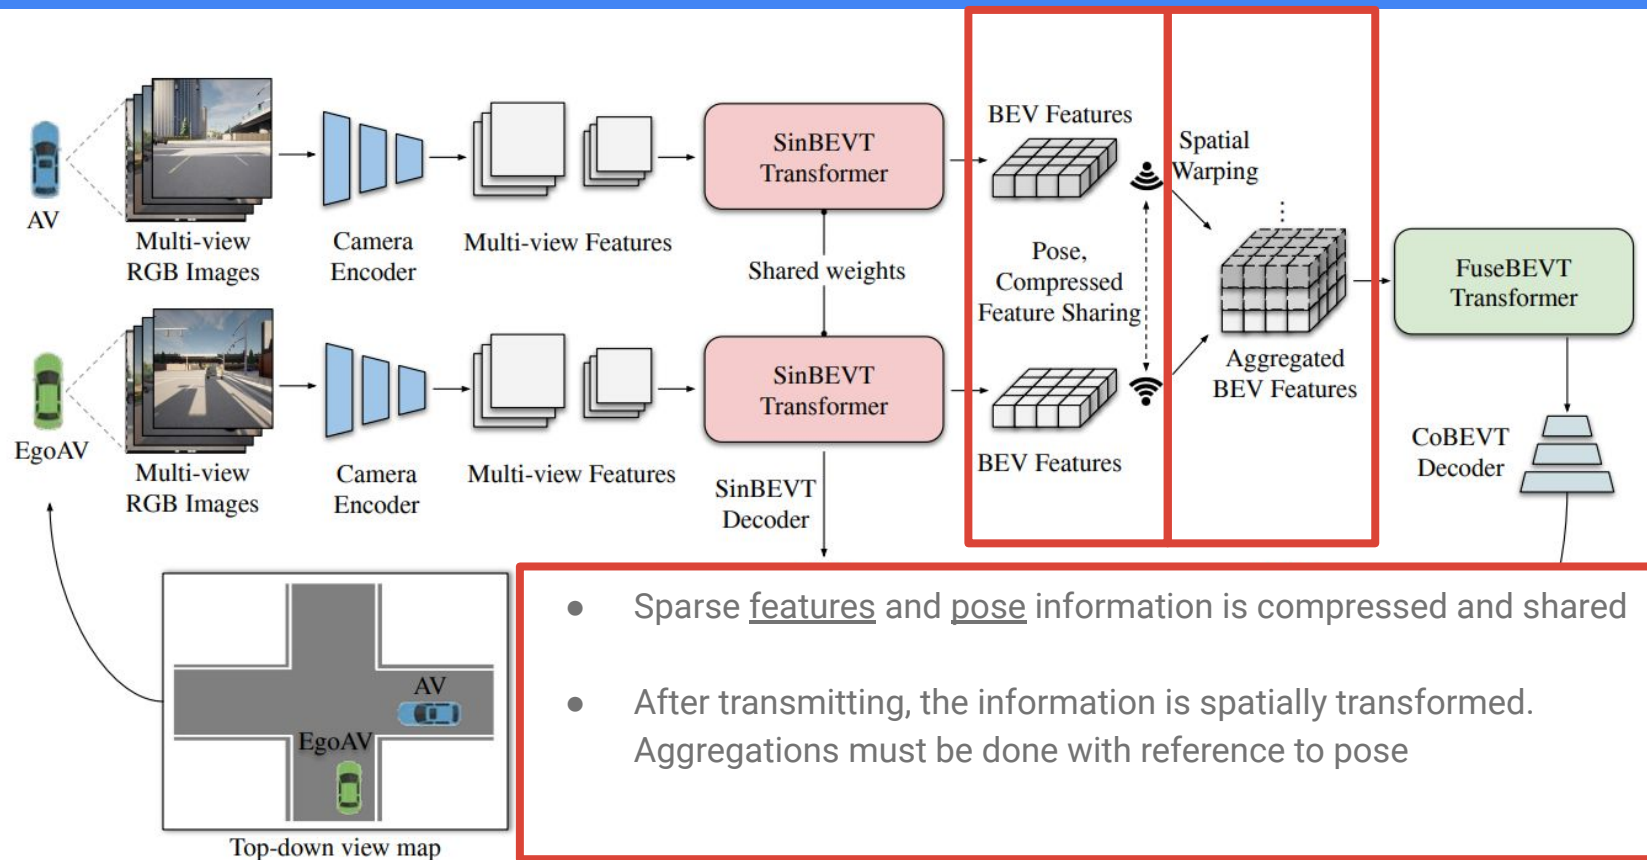 AV
Multi-view
RGB Images
Camera
Encoder
Multi-view Features
SinBEVT
Transformer
BEV Features
Spatial
Warping
Shared weights
Pose,
Compressed
Feature Sharing
Aggregated
BEV Features
FuseBEVT
Transformer
EgoAV
Multi-view
RGB Images
Camera
Encoder
Multi-view Features
SinBEVT
Transformer
BEV Features
SinBEVT
Decoder
CoBEVT
Decoder
AV
EgoAV
Top-down view map
● Sparse features and pose information is compressed and shared
● After transmitting, the information is spatially transformed.
Aggregations must be done with reference to pose